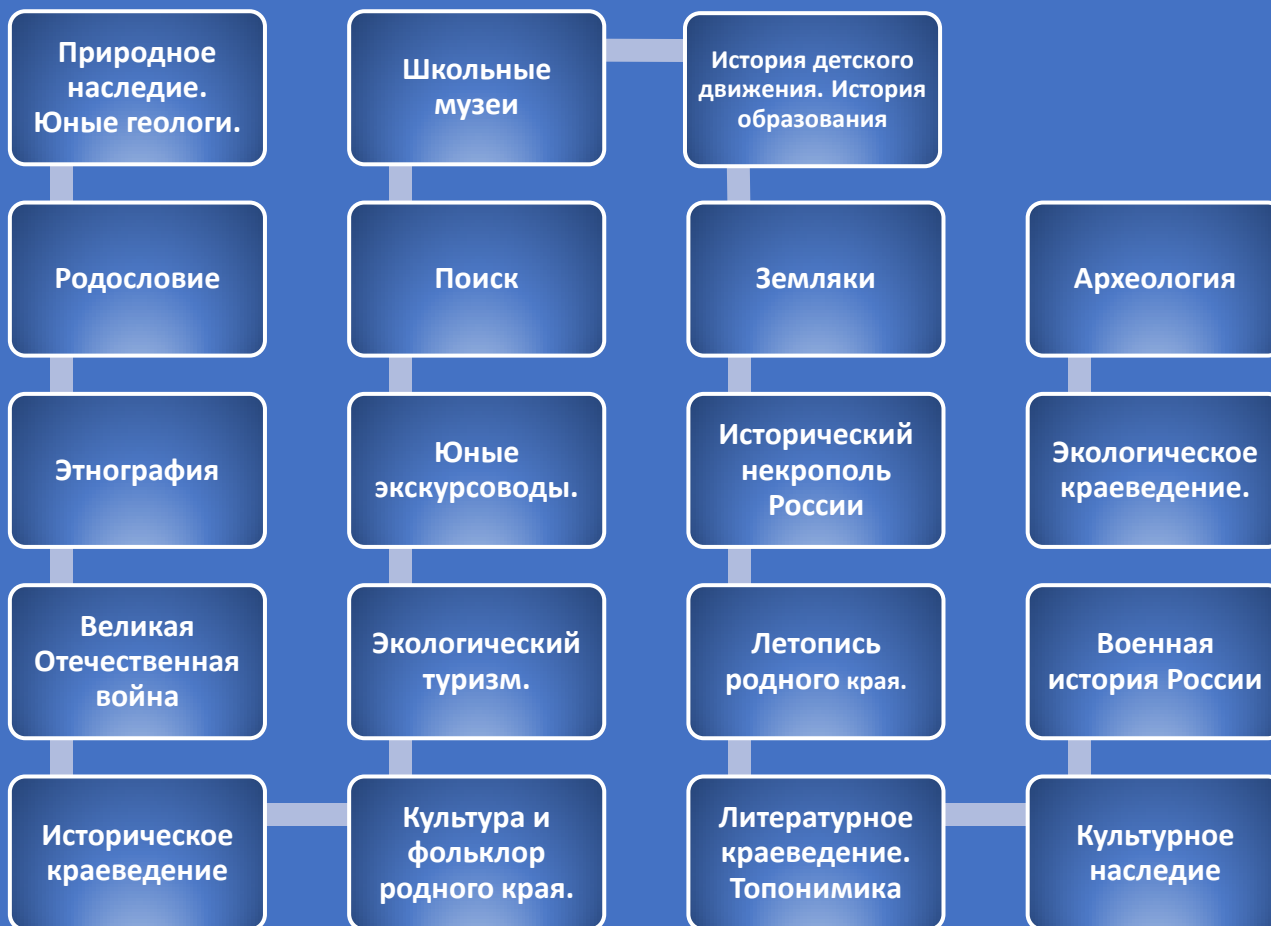 Природное
наследие.
Юные геологи.
Родословие
Этнография
Великая
Отечественная
война
Историческое
краеведение
Культура и
фольклор
родного края.
Экологический
туризм.
Юные
экскурсоводы.
Поиск
Школьные
музеи
История детского
движения. История
образования
Земляки
Исторический
некрополь
России
Летопись
родного края.
Литературное
краеведение.
Топонимика
Культурное
наследие
Военная
история России
Экологическое
краеведение.
Археология